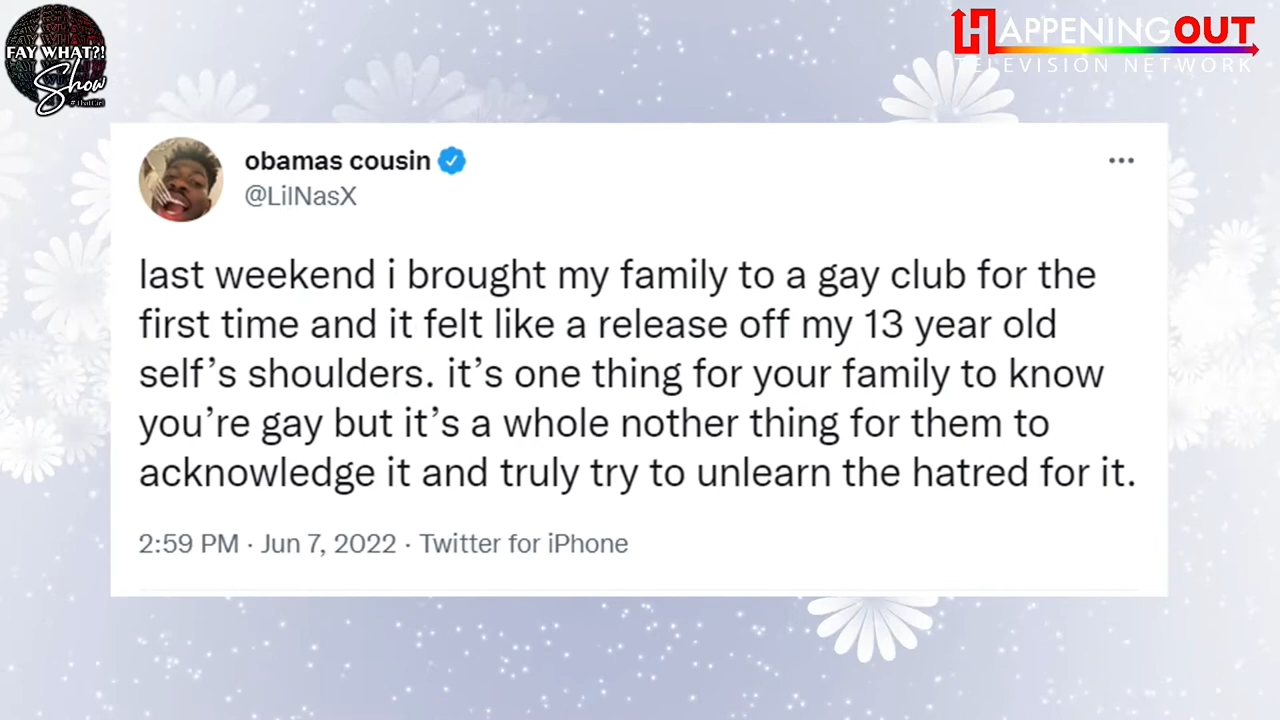 FAY WHAT?!
Show
#ThatGirl
HAPPENINGOUT
TELEVISION NETWORK
obamas cousin
@LilNasX
last weekend i brought my family to a gay club for the
first time and it felt like a release off my 13 year old
self’s shoulders. it’s one thing for your family to know
you’re gay but it’s a whole nother thing for them to
acknowledge it and truly try to unlearn the hatred for it.
2:59 PM · Jun 7, 2022 · Twitter for iPhone